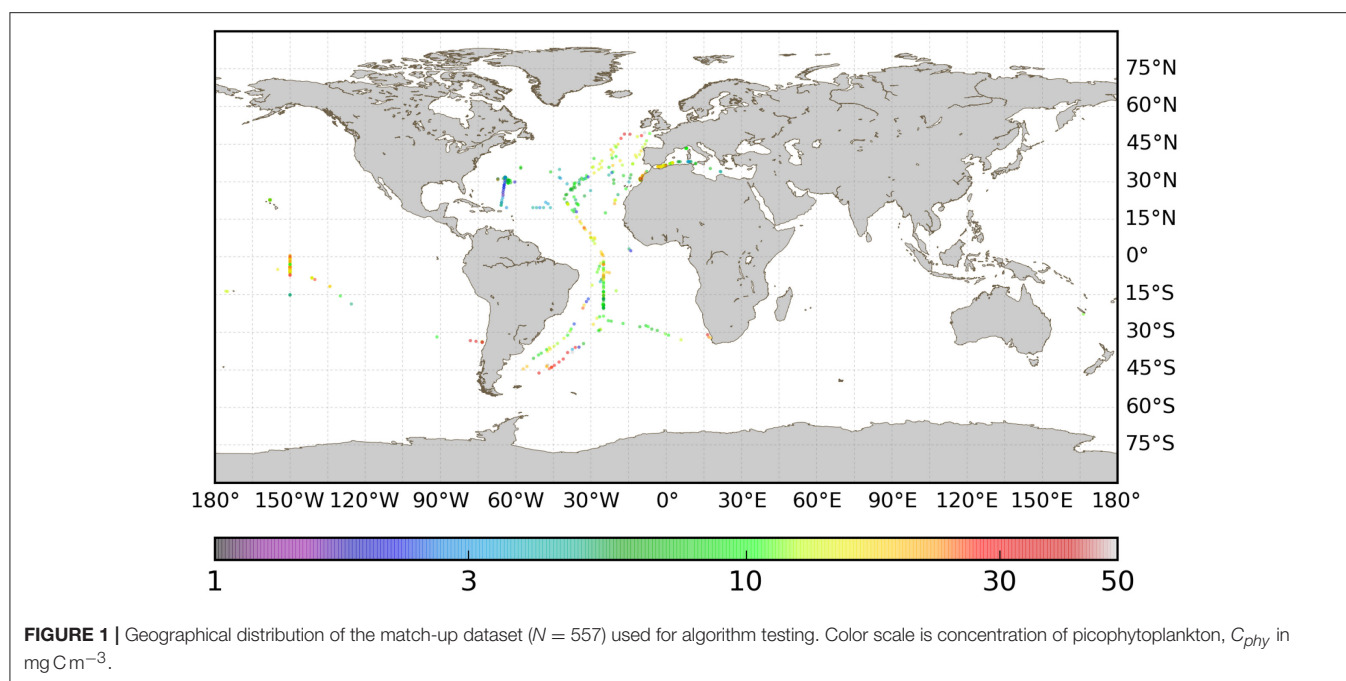 75°N
60°N
45°N
30°N
15°N
0°
15°S
30°S
45°S
60°S
75°S
180° 150°W 120°W 90°W 60°W 30°W 0° 30°E 60°E 90°E 120°E 150°E 180°
1 3 10 30 50
FIGURE 1 | Geographical distribution of the match-up dataset (N = 557) used for algorithm testing. Color scale is concentration of picophytoplankton, Cphy in
mg C m−3.